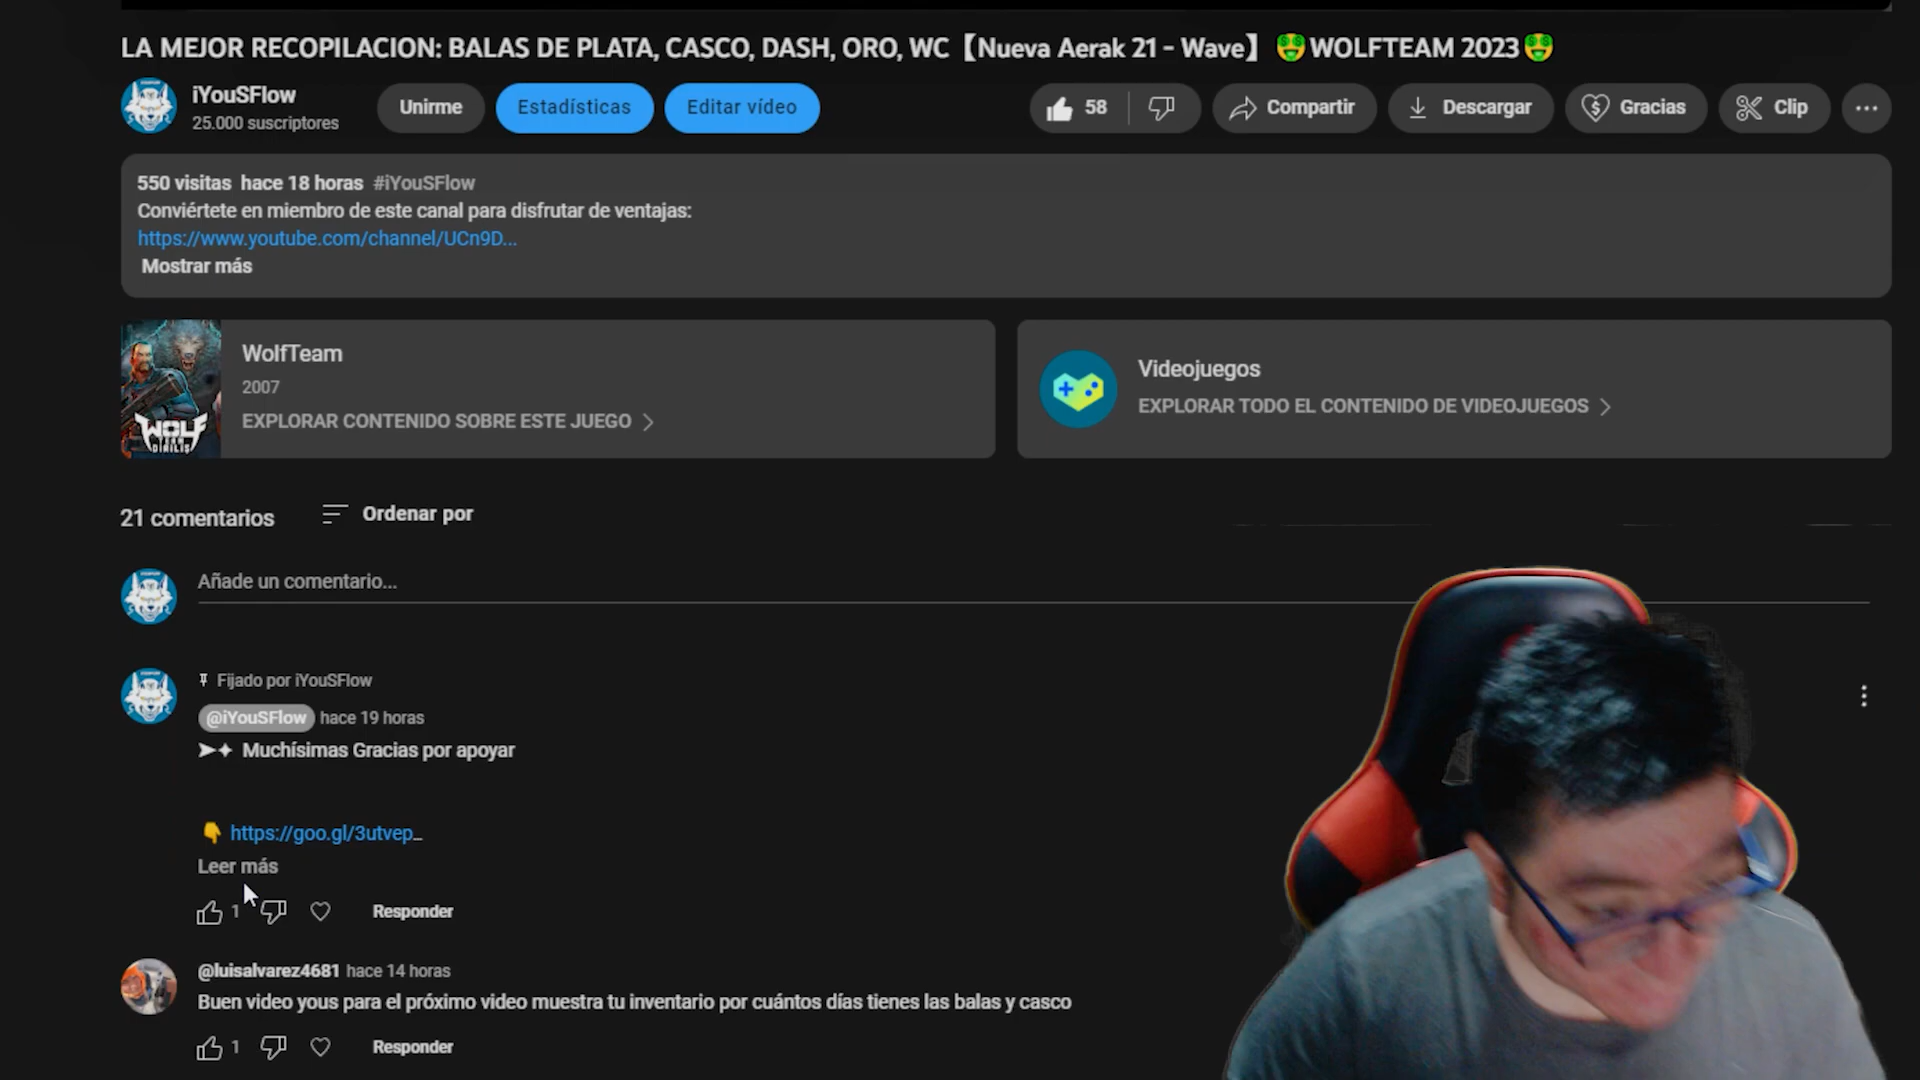 LA MEJOR RECOPILACION: BALAS DE PLATA, CASCO, DASH, ORO, WC【Nueva Aerak 21 - Wave】 🤑WOLFTEAM 2023🤑
iYouSFlow
25.000 suscriptores
Unirme
Estadísticas
Editar vídeo
58
Compartir
Descargar
Gracias
Clip
550 visitas hace 18 horas #iYouSFlow
Conviértete en miembro de este canal para disfrutar de ventajas:
https://www.youtube.com/channel/UCn9D...
Mostrar más
WOLF
TEAM
WolfTeam
2007
EXPLORAR CONTENIDO SOBRE ESTE JUEGO
Videojuegos
EXPLORAR TODO EL CONTENIDO DE VIDEOJUEGOS
21 comentarios
Ordenar por
Añade un comentario...
Fijado por iYouSFlow
@iYouSFlow hace 19 horas
➤✦ Muchísimas Gracias por apoyar
👇 https://goo.gl/3utvep_
Leer más
1
Responder
@luisalvarez4681 hace 14 horas
Buen video yous para el próximo video muestra tu inventario por cuántos días tienes las balas y casco
1
Responder